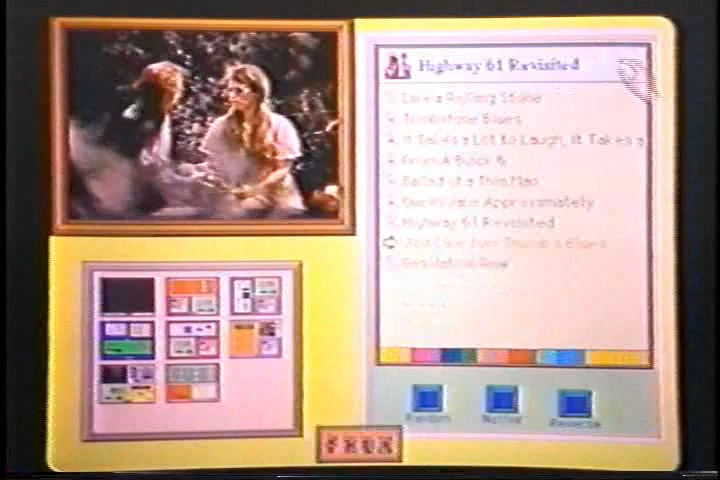 Highway 61 Revisited
Like a Rolling Stone
Tombstone Blues
It Takes a Lot to Laugh, It Takes a
From A Buick 6
Ballad of a Thin Man
Queen Jane Approximately
Highway 61 Revisited
Just Like Tom Thumb's Blues
Desolation Row
Random
Reverse